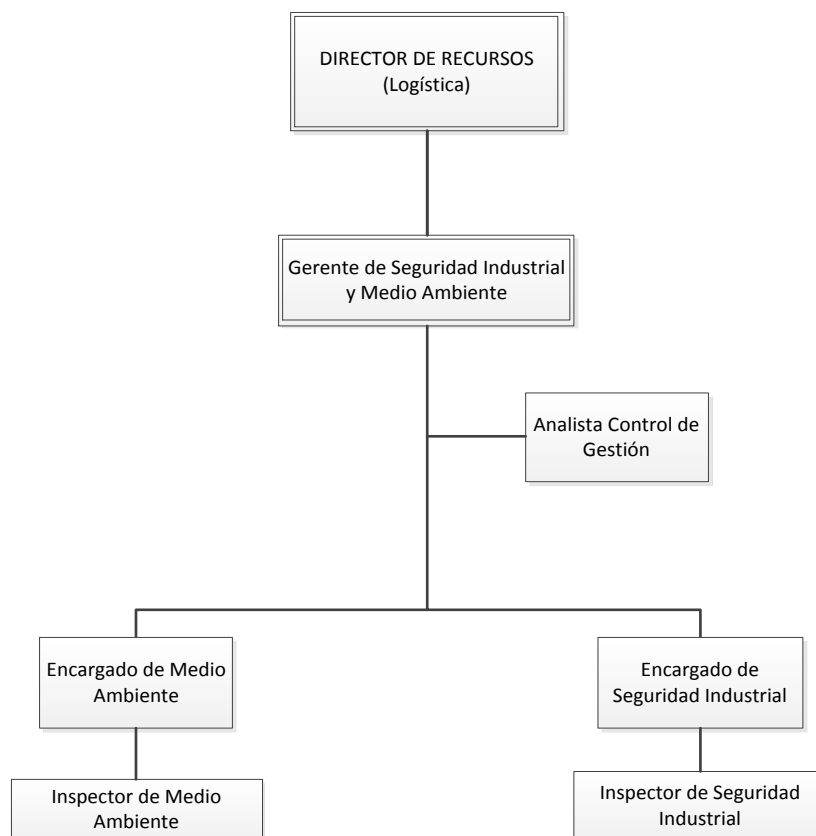 DIRECTOR DE RECURSOS
(Logística)
Gerente de Seguridad Industrial
y Medio Ambiente
Analista Control de
Gestión
Encargado de Medio
Ambiente
Encargado de
Seguridad Industrial
Inspector de Medio
Ambiente
Inspector de Seguridad
Industrial